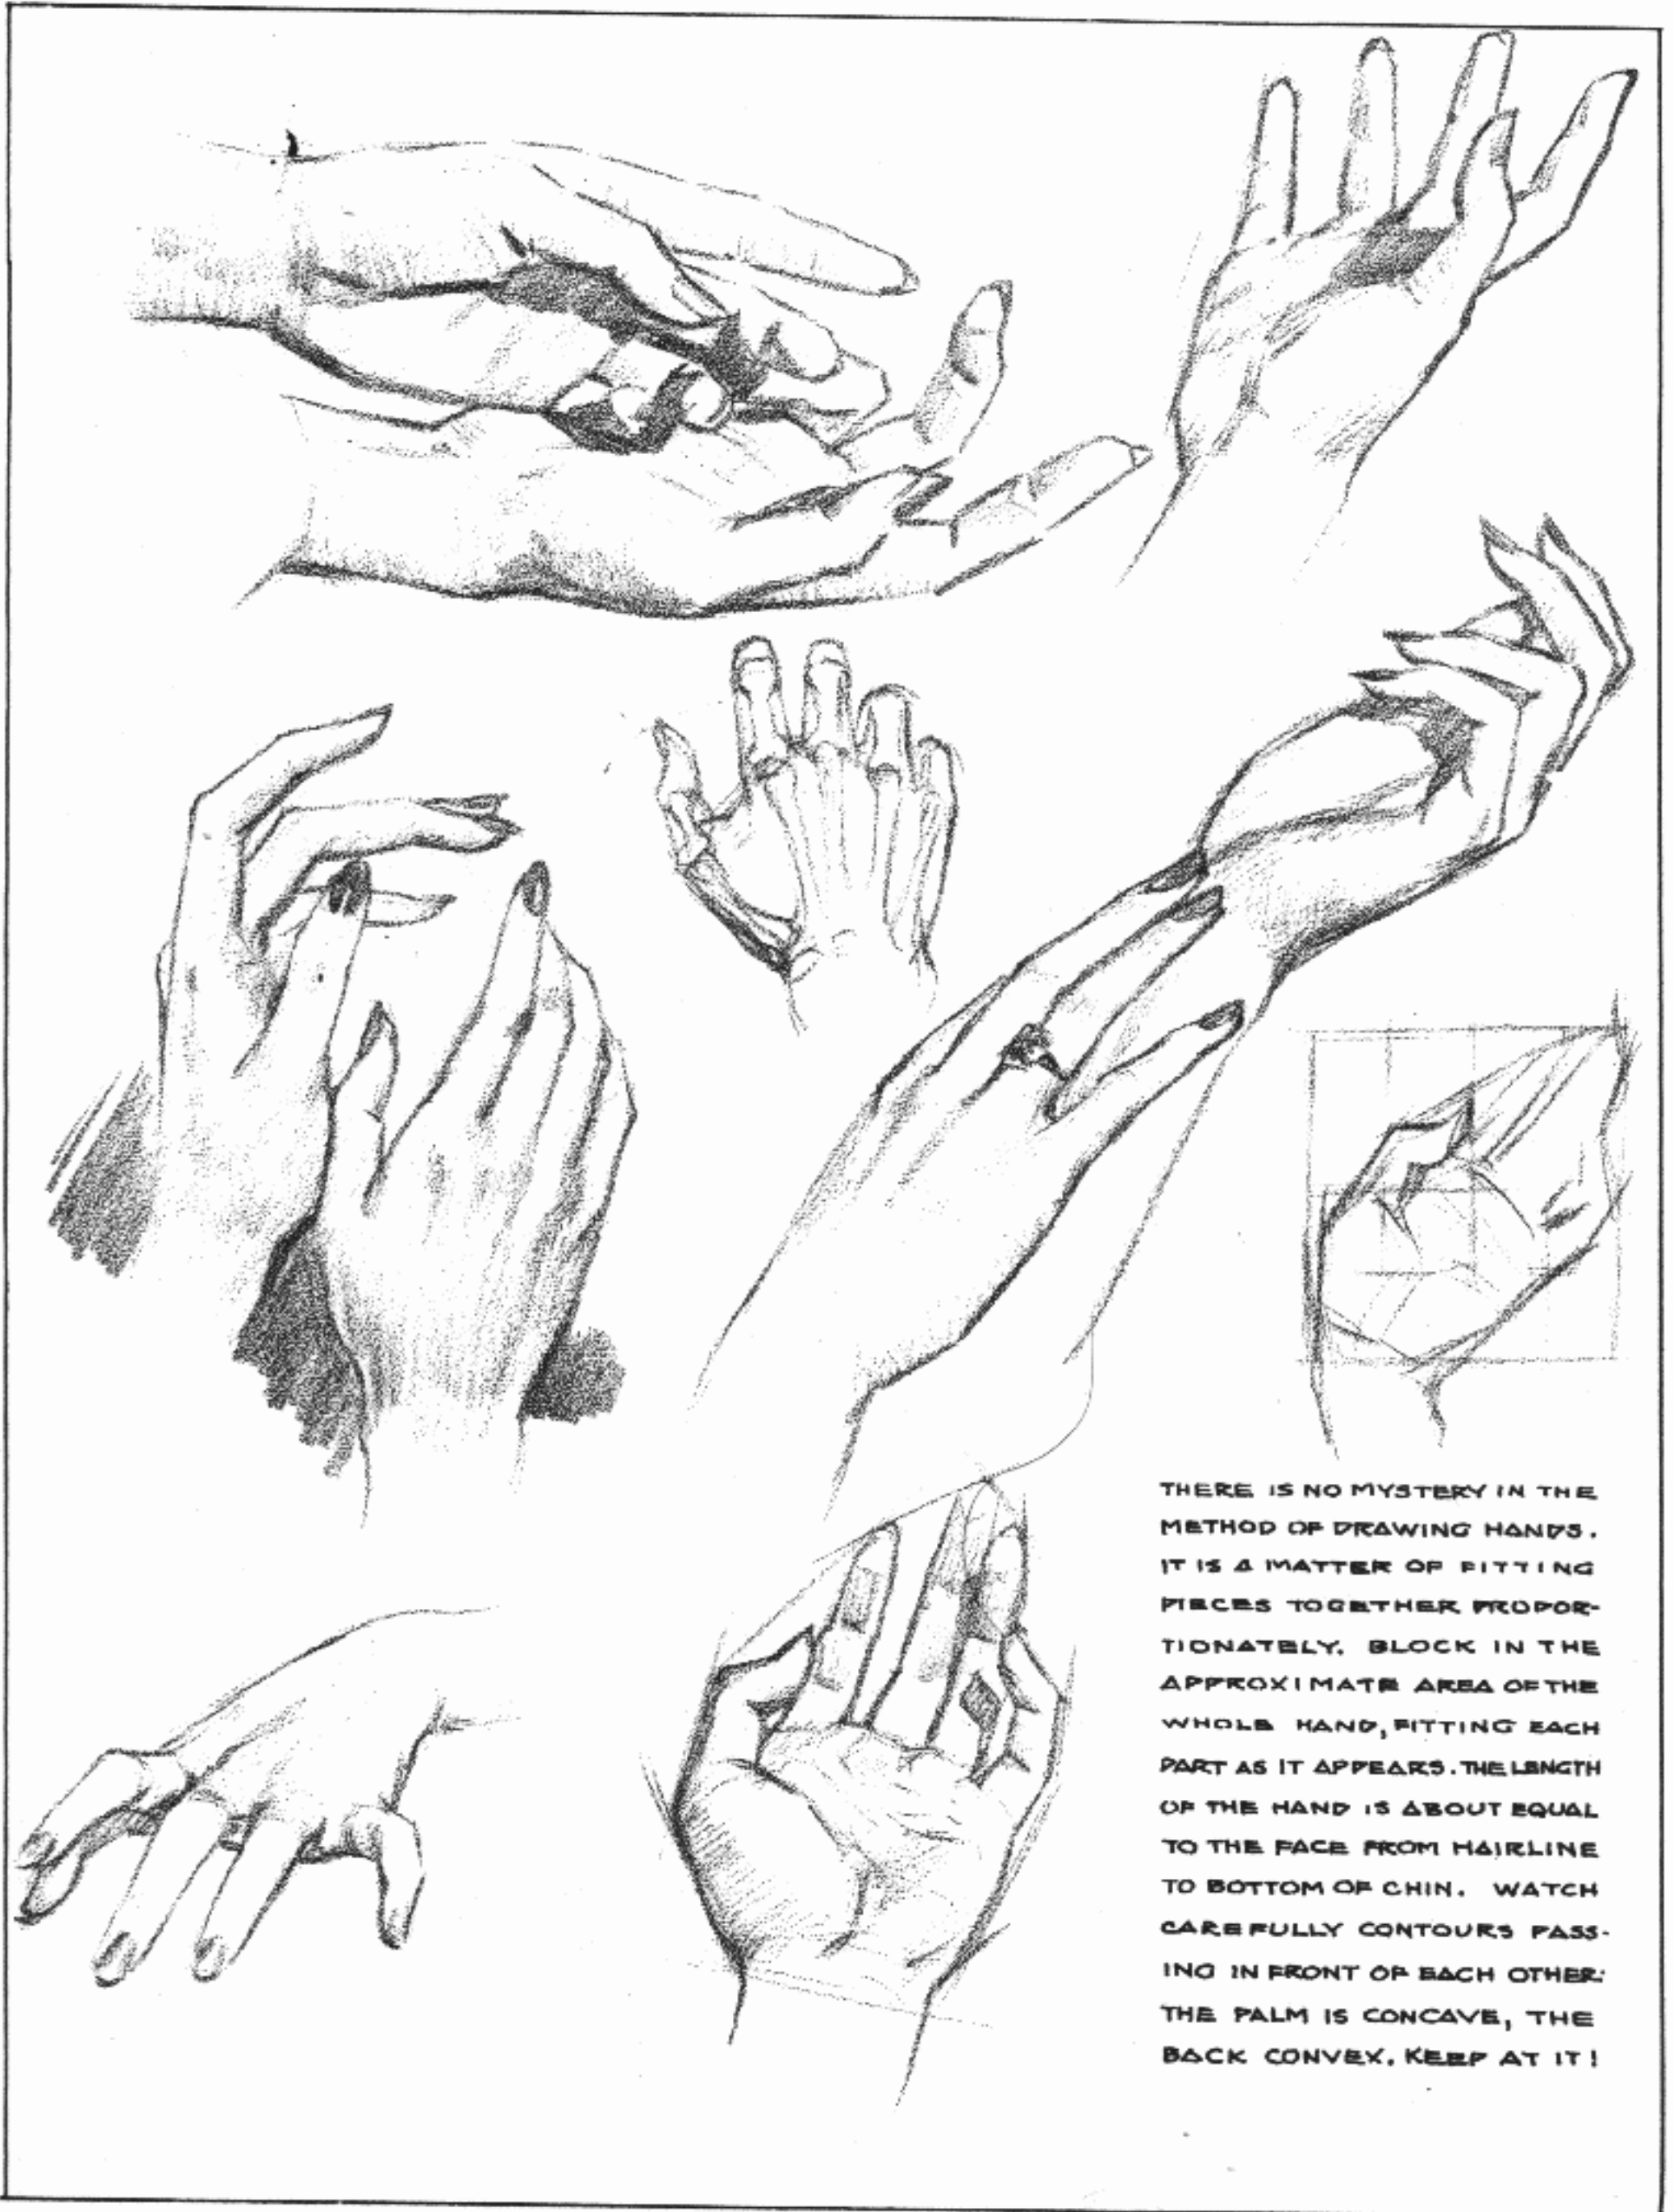 THERE IS NO MYSTERY IN THE
METHOD OF DRAWING HANDS.
IT IS A MATTER OF FITTING
PIECES TOGETHER PROPOR-
TIONATELY. BLOCK IN THE
APPROXIMATE AREA OF THE
WHOLE HAND, FITTING EACH
PART AS IT APPEARS. THE LENGTH
OF THE HAND IS ABOUT EQUAL
TO THE FACE FROM HAIRLINE
TO BOTTOM OF CHIN. WATCH
CAREFULLY CONTOURS PASS-
ING IN FRONT OF EACH OTHER.
THE PALM IS CONCAVE, THE
BACK CONVEX. KEEP AT IT!